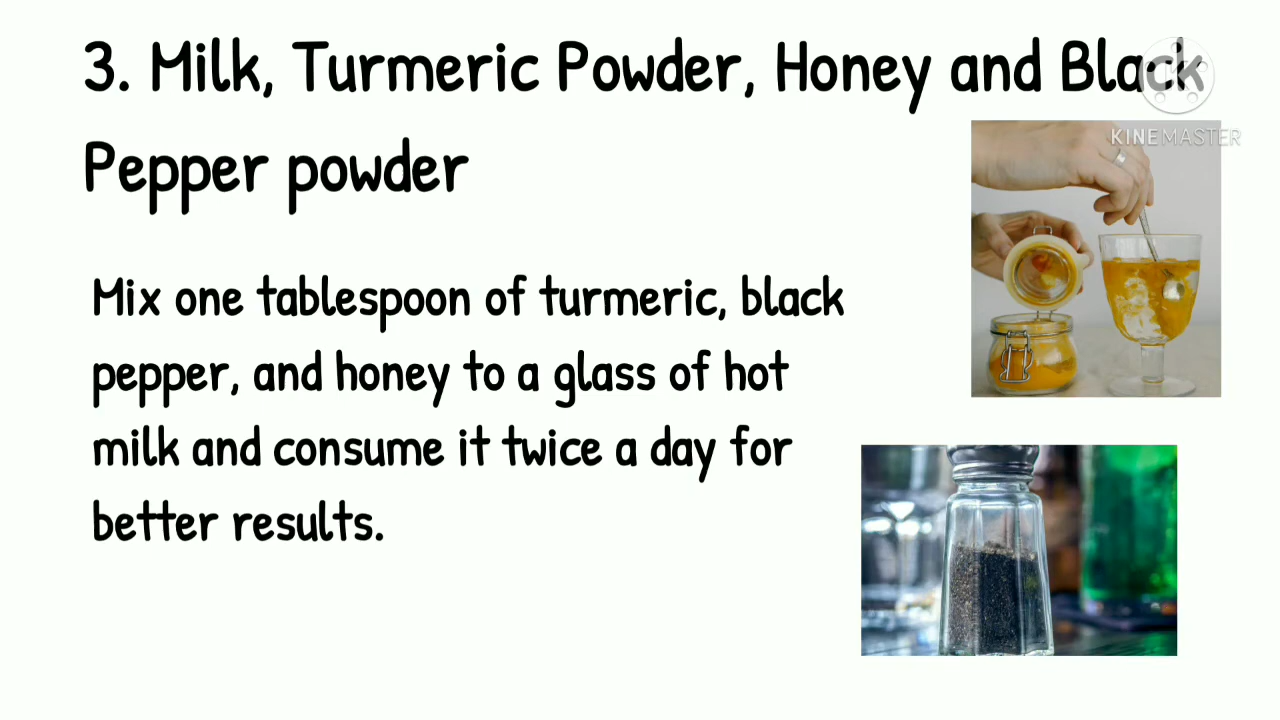 3. Milk, Turmeric Powder, Honey and Black
Pepper powder
KINEMASTER
Mix one tablespoon of turmeric, black
pepper, and honey to a glass of hot
milk and consume it twice a day for
better results.